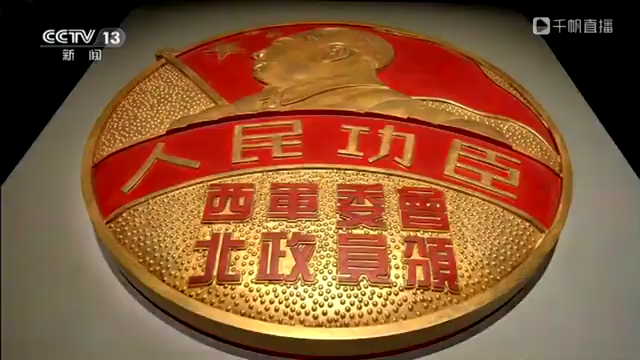 CCTV 13
新闻
千帆直播
人民功臣
西軍委會
北政員頒